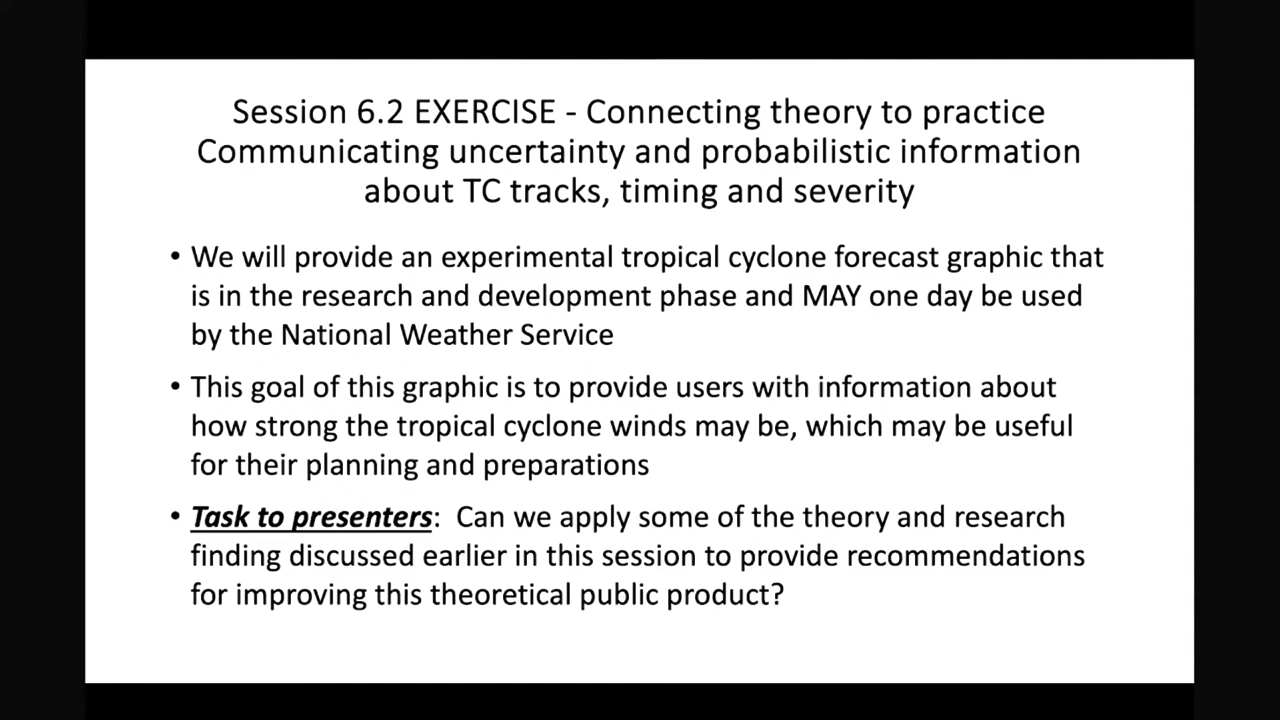 Session 6.2 EXERCISE - Connecting theory to practice
Communicating uncertainty and probabilistic information
about TC tracks, timing and severity
• We will provide an experimental tropical cyclone forecast graphic that
is in the research and development phase and MAY one day be used
by the National Weather Service
• This goal of this graphic is to provide users with information about
how strong the tropical cyclone winds may be, which may be useful
for their planning and preparations
• Task to presenters: Can we apply some of the theory and research
finding discussed earlier in this session to provide recommendations
for improving this theoretical public product?